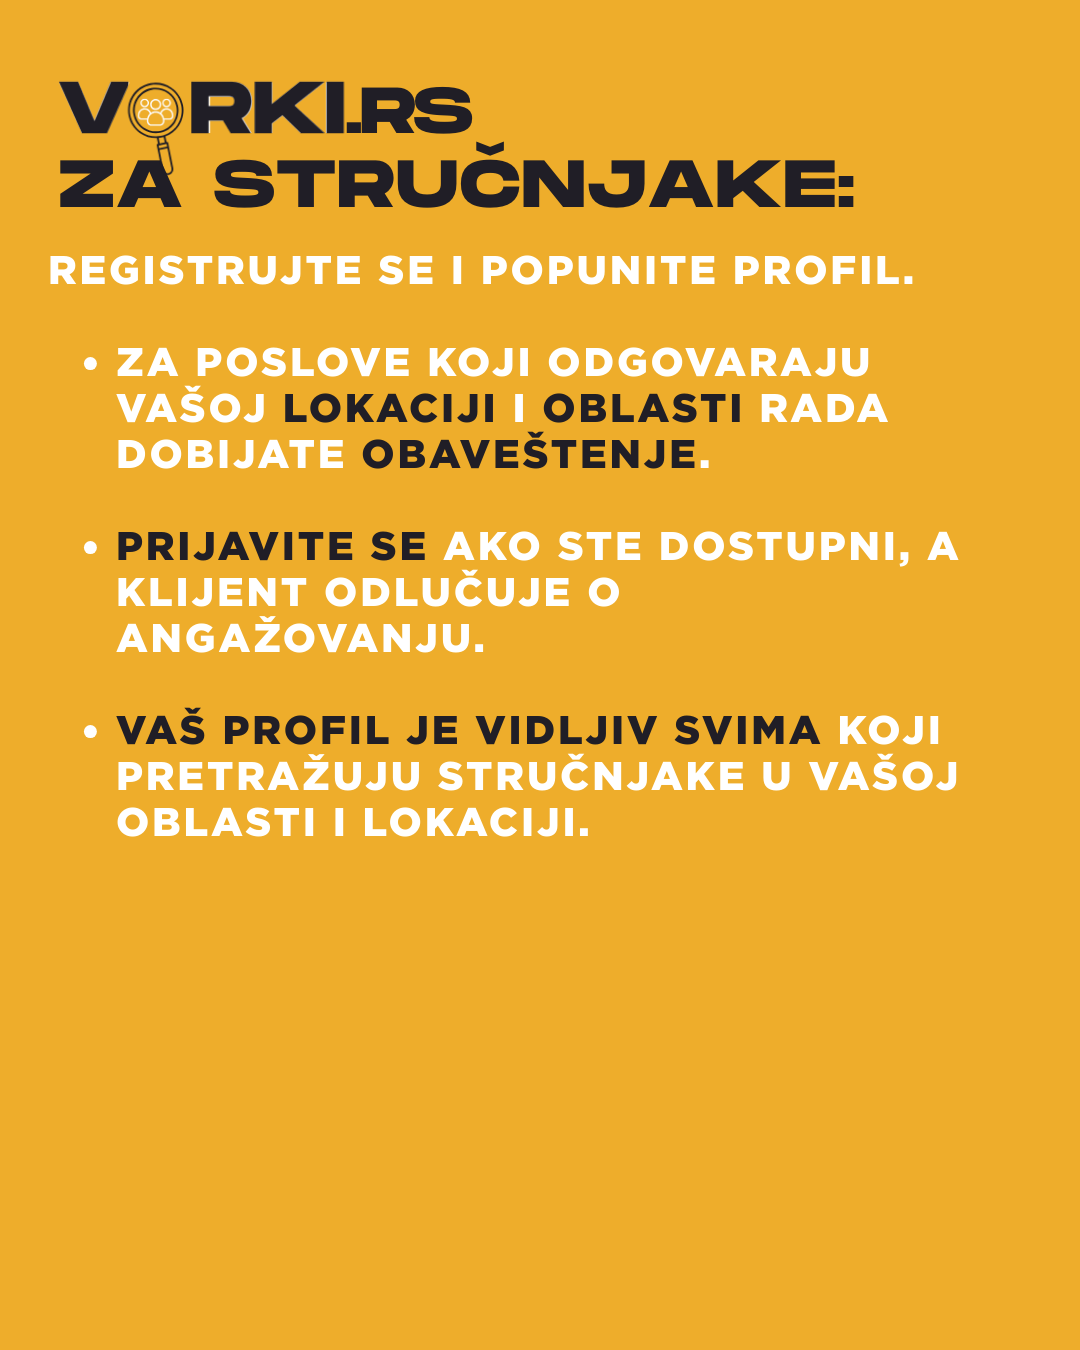 VORKI.RS
ZA STRUČNJAKE:
REGISTRUJTE SE I POPUNITE PROFIL.
• ZA POSLOVE KOJI ODGOVARAJU
VAŠOJ LOKACIJI I OBLASTI RADA
DOBIJATE OBAVEŠTENJE.
• PRIJAVITE SE AKO STE DOSTUPNI, A
KLIJENT ODLUČUJE O
ANGAŽOVANJU.
• VAŠ PROFIL JE VIDLJIV SVIMA KOJI
PRETRAŽUJU STRUČNJAKE U VAŠOJ
OBLASTI I LOKACIJI.